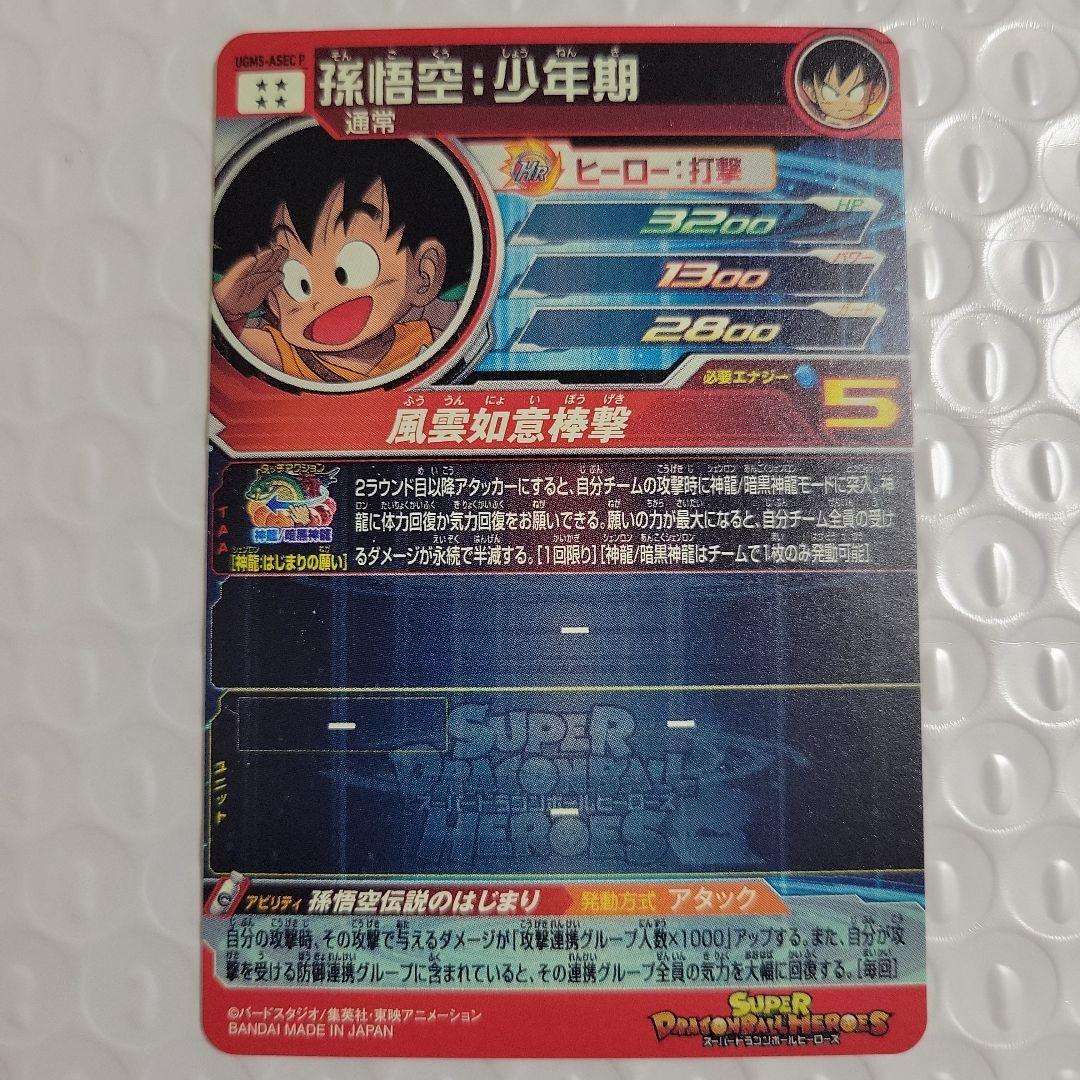 UGM5-ASEC P
孫悟空:少年期
通常
HR
ヒーロー:打撃
HP
3200
パワー
1300
ガード
2800
必要エナジー
5
風雲如意棒撃
タッチアクション
神龍/暗黒神龍
TAA
[神龍:はじまりの願い]
2ラウンド目以降アタッカーにすると、自分チームの攻撃時に神龍/暗黒神龍モードに突入。神
龍に体力回復か気力回復をお願いできる。願いの力が最大になると、自分チーム全員の受け
るダメージが永続で半減する。[1回限り][神龍/暗黒神龍はチームで1枚のみ発動可能]
ー
ユニット
ー
ー
ー
SUPER
DRAGONBALL
スーパードラゴンボールヒーローズ
HEROES
アビリティ 孫悟空伝説のはじまり 発動方式 アタック
自分の攻撃時、その攻撃で与えるダメージが「攻撃連携グループ人数×1000」アップする。また、自分が攻
撃を受ける防御連携グループに含まれていると、その連携グループ全員の気力を大幅に回復する。[毎回]
©バードスタジオ/集英社・東映アニメーション
BANDAI MADE IN JAPAN
SUPER
DRAGONBALL HEROES
スーパードラゴンボールヒーローズ